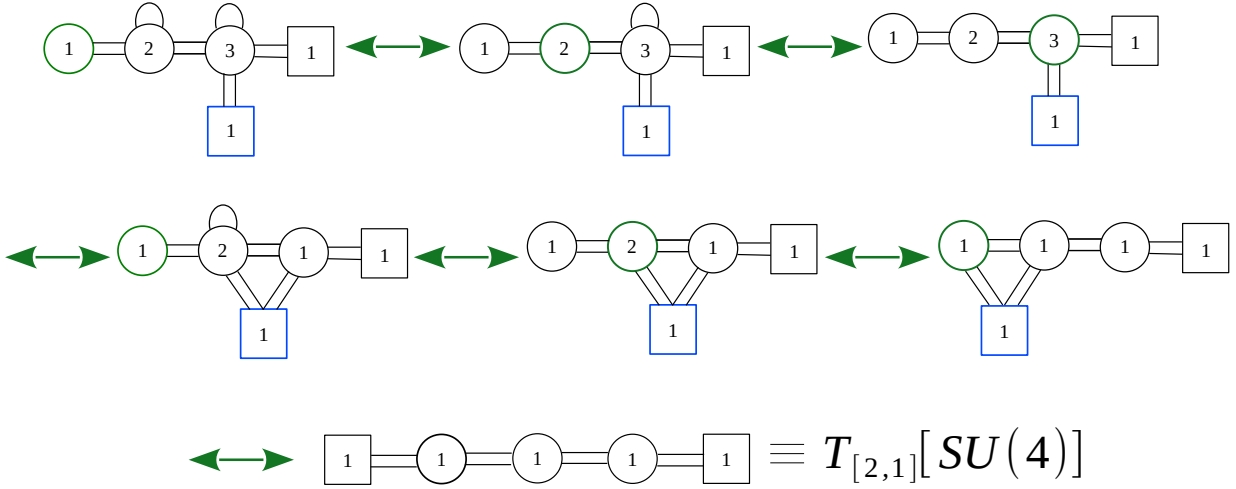 1 2 3 1 1 2 3 1 1 2 3 1
1 1 1
1 2 1 1 1 2 1 1 1 1 1 1
1 1 1
1 1 1 1 1 ≡ T[2,1][SU(4)]